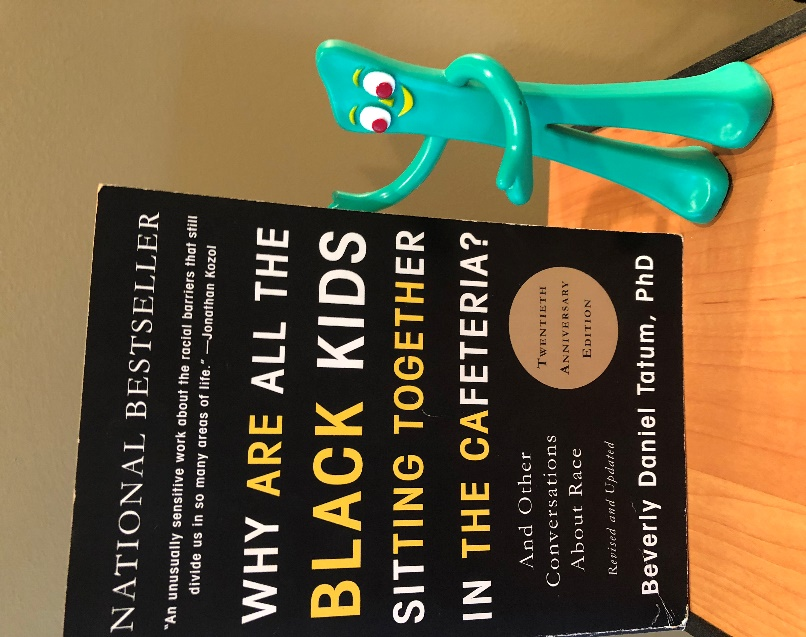 NATIONAL BESTSELLER
"An unusually sensitive work about the racial barriers that still
divide us in so many areas of life." —Jonathan Kozol
WHY ARE ALL THE
BLACK KIDS
SITTING TOGETHER
IN THE CAFETERIA?
And Other
Conversations
About Race
TWENTIETH
ANNIVERSARY
EDITION
Revised and Updated
Beverly Daniel Tatum, PhD